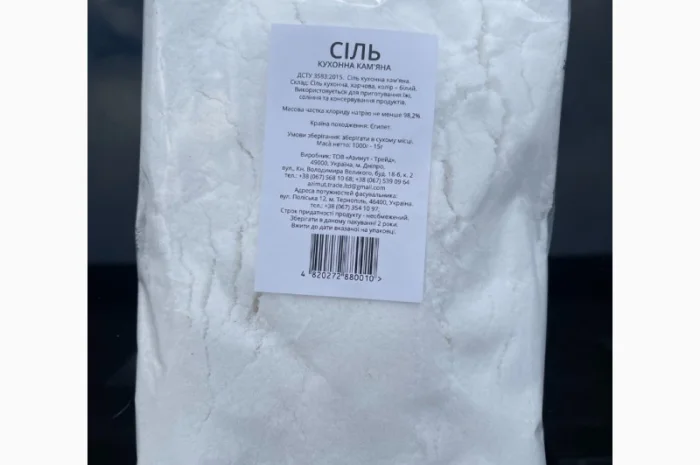 СІЛЬ
КУХОННА КАМ'ЯНА
ДСТУ 3583:2015. Сіль кухонна кам'яна.
Склад: Сіль кухонна, харчова, колір – білий.
Використовується для приготування їжі,
соління та консервування продуктів.
Масова частка хлориду натрію не менше 98,2%
Країна походження: Єгипет.
Умови зберігання: зберігати в сухому місці.
Маса нетто: 1000г - 15г
Виробник: ТОВ «Азимут - Трейд»,
49000, Україна, м. Дніпро,
вул. Кн. Володимира Великого, буд. 18-б, к. 2
тел.: +38 (067) 568 10 68; +38 (067) 539 09 64
azimut.trade.ltd@gmail.com
Адреса потужностей фасувальника:
вул. Поліська 12, м. Тернопіль, 46400, Україна.
тел.: +38 (067) 354 10 97
Строк придатності продукту - необмежений.
Зберігати в даному пакуванні 2 роки.
Вжити до дати вказаної на упаковці.
4 820272 880010 >